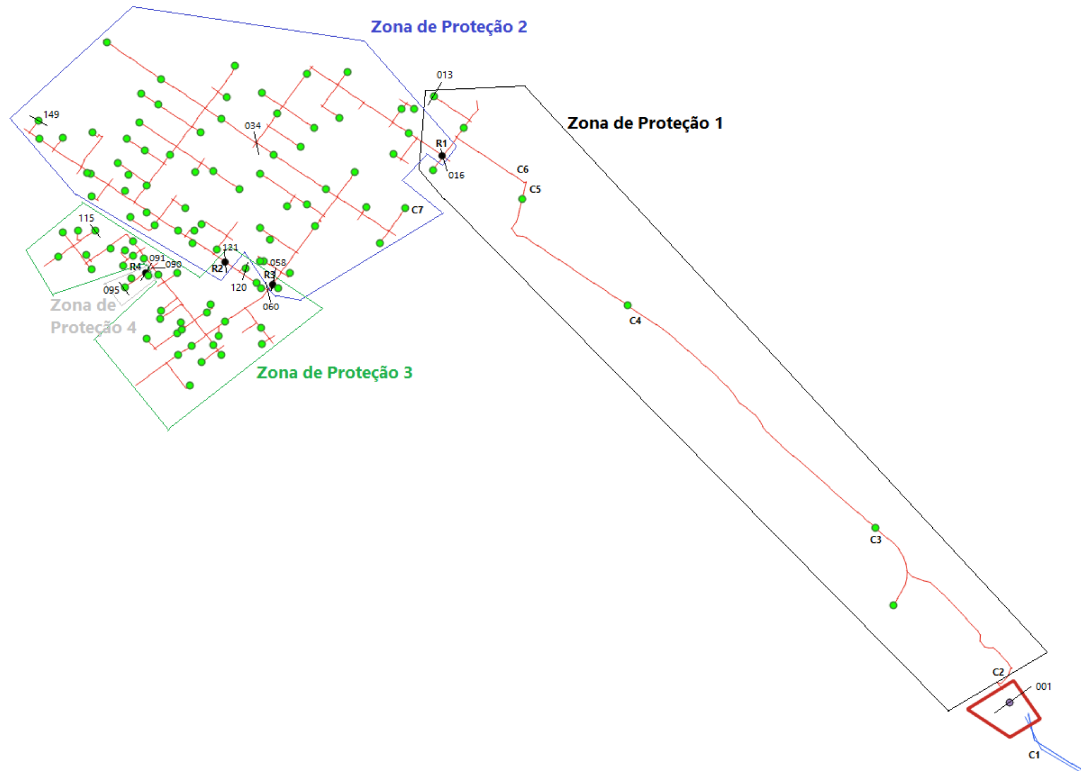 Zona de Proteção 2
013
Zona de Proteção 1
149
034
R1
C6
016
C5
C7
115
091
121
058
R4
090
R2
R3
095
120
060
Zona de
Proteção 4
C4
Zona de Proteção 3
C3
C2
001
C1